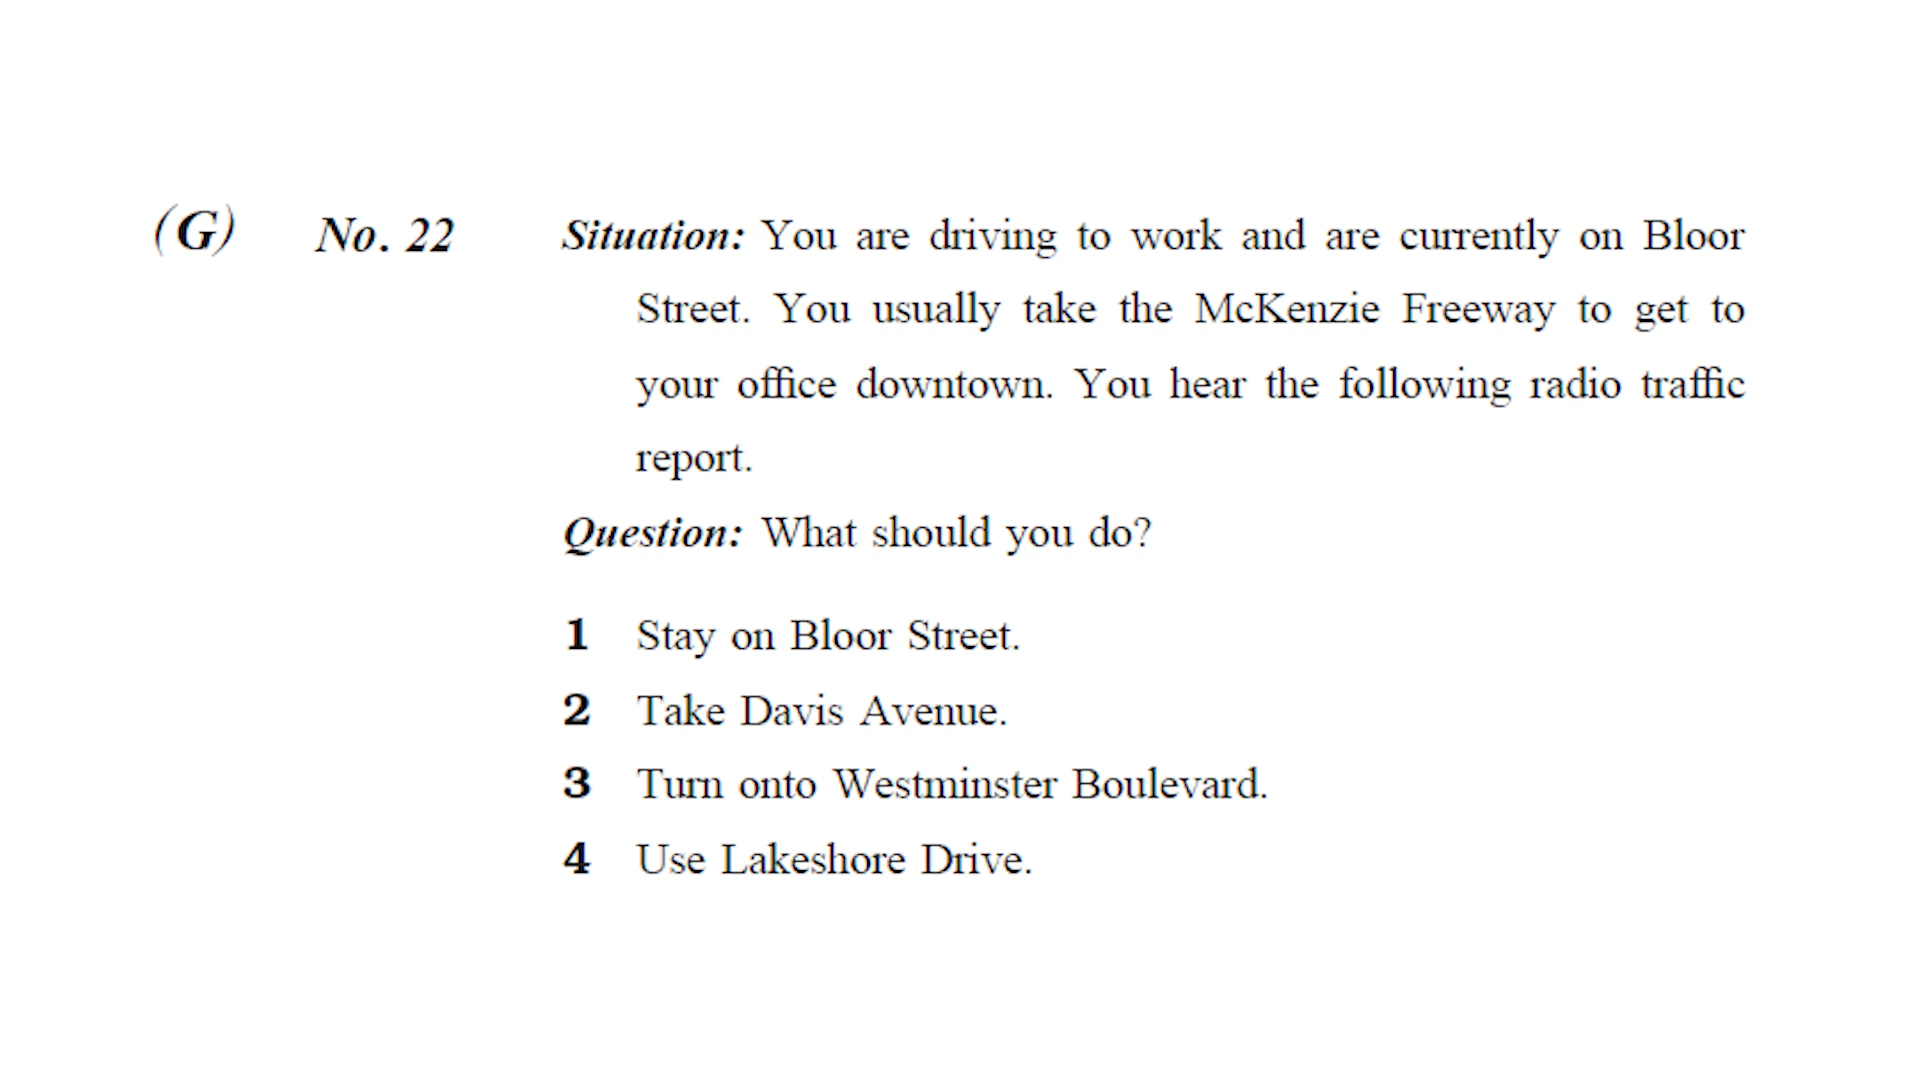 (G) No. 22 Situation: You are driving to work and are currently on Bloor
Street. You usually take the McKenzie Freeway to get to
your office downtown. You hear the following radio traffic
report.
Question: What should you do?
1 Stay on Bloor Street.
2 Take Davis Avenue.
3 Turn onto Westminster Boulevard.
4 Use Lakeshore Drive.